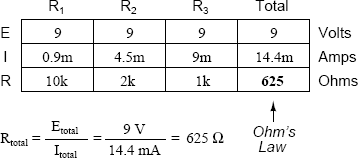 R1 R2 R3 Total
E 9 9 9 9 Volts
I 0.9m 4.5m 9m 14.4m Amps
R 10k 2k 1k 625 Ohms
Rtotal = Etotal / Itotal = 9 V / 14.4 mA = 625 Ω
Ohm's
Law